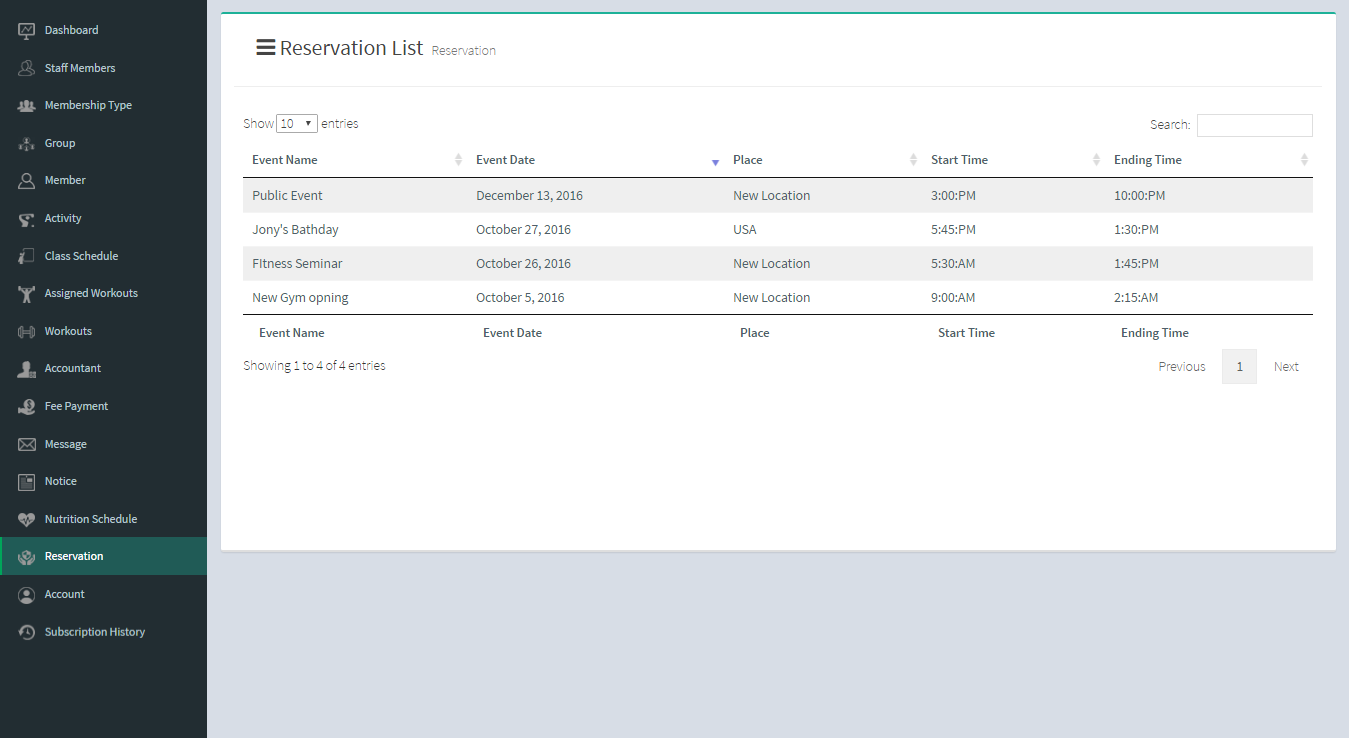 Dashboard
Staff Members
Membership Type
Group
Member
Activity
Class Schedule
Assigned Workouts
Workouts
Accountant
Fee Payment
Message
Notice
Nutrition Schedule
Reservation
Account
Subscription History
Reservation List Reservation
Show 10 entries Search:
Event Name Event Date Place Start Time Ending Time
Public Event December 13, 2016 New Location 3:00:PM 10:00:PM
Jony's Bathday October 27, 2016 USA 5:45:PM 1:30:PM
FItness Seminar October 26, 2016 New Location 5:30:AM 1:45:PM
New Gym opning October 5, 2016 New Location 9:00:AM 2:15:AM
Event Name Event Date Place Start Time Ending Time
Showing 1 to 4 of 4 entries Previous 1 Next